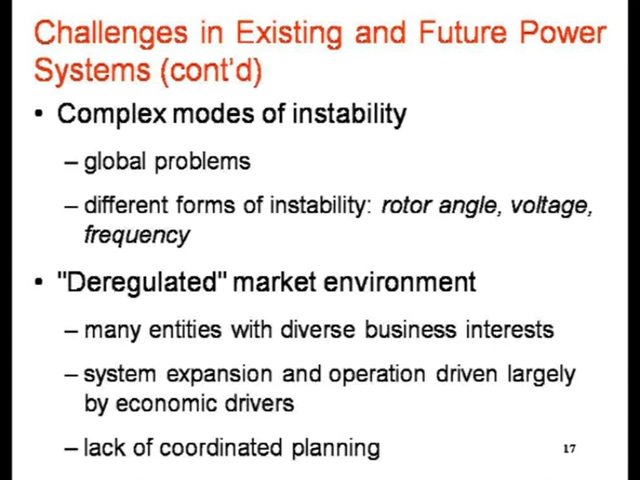 Challenges in Existing and Future Power
Systems (cont'd)
• Complex modes of instability
– global problems
– different forms of instability: rotor angle, voltage,
frequency
• "Deregulated" market environment
– many entities with diverse business interests
– system expansion and operation driven largely
by economic drivers
– lack of coordinated planning
17